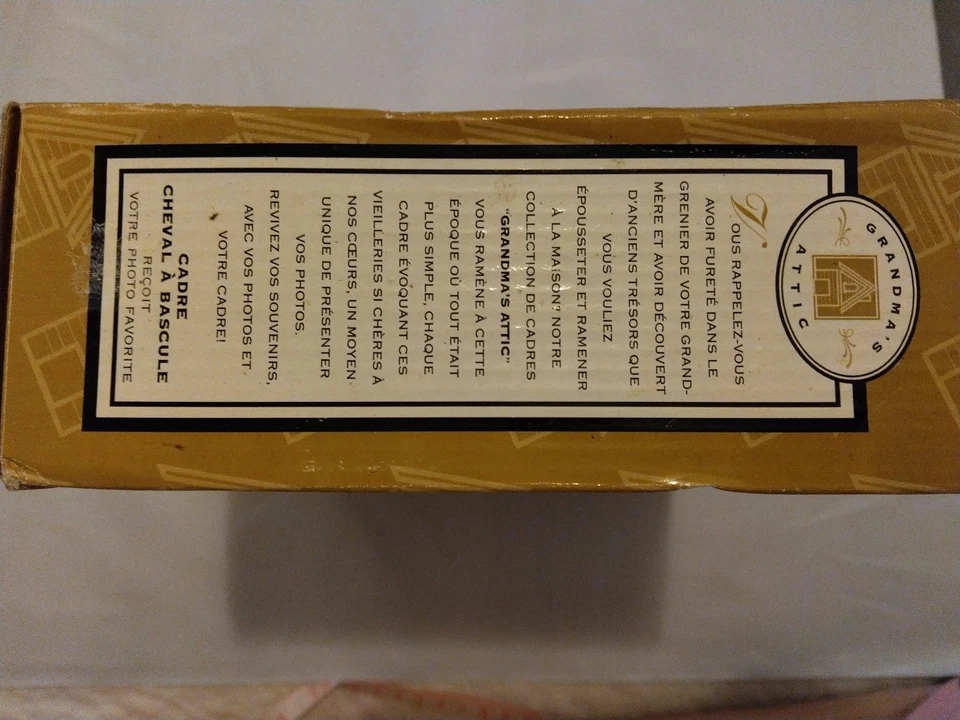 GRANDMA'S
ATTIC
VOUS RAPPELEZ-VOUS
AVOIR FURETÉ DANS LE
GRENIER DE VOTRE GRAND-
MÈRE ET AVOIR DÉCOUVERT
D'ANCIENS TRÉSORS QUE
VOUS VOULIEZ
ÉPOUSSETER ET RAMENER
À LA MAISON? NOTRE
COLLECTION DE CADRES
"GRANDMA'S ATTIC"
VOUS RAMÈNE À CETTE
ÉPOQUE OÙ TOUT ÉTAIT
PLUS SIMPLE. CHAQUE
CADRE ÉVOQUANT CES
VIEILLERIES SI CHÈRES À
NOS CŒURS, UN MOYEN
UNIQUE DE PRÉSENTER
VOS PHOTOS.
REVIVEZ VOS SOUVENIRS,
AVEC VOS PHOTOS ET
VOTRE CADRE!
CADRE
CHEVAL À BASCULE
REÇOIT
VOTRE PHOTO FAVORITE